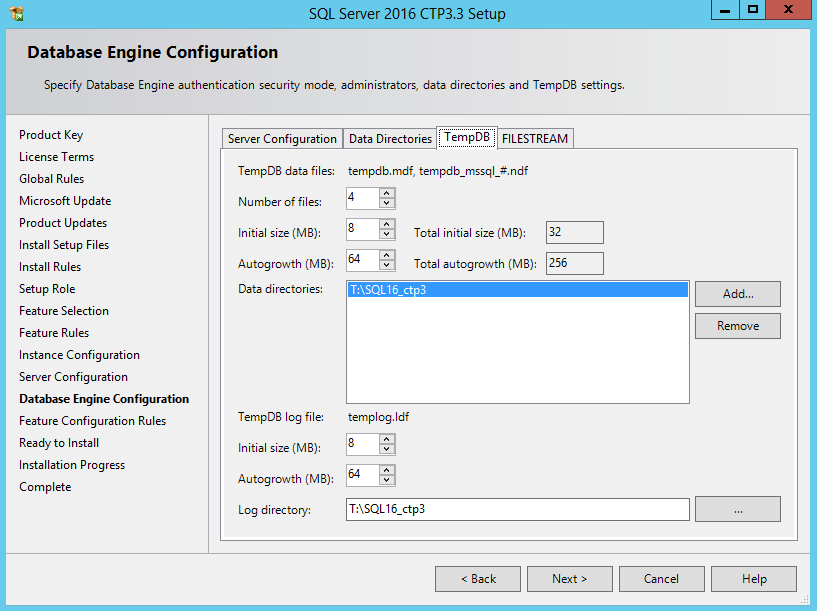 SQL Server 2016 CTP3.3 Setup
Database Engine Configuration
Specify Database Engine authentication security mode, administrators, data directories and TempDB settings.
Product Key
License Terms
Global Rules
Microsoft Update
Product Updates
Install Setup Files
Install Rules
Setup Role
Feature Selection
Feature Rules
Instance Configuration
Server Configuration
Database Engine Configuration
Feature Configuration Rules
Ready to Install
Installation Progress
Complete
Server Configuration Data Directories TempDB FILESTREAM
TempDB data files: tempdb.mdf, tempdb_mssql_#.ndf
Number of files: 4
Initial size (MB): 8 Total initial size (MB): 32
Autogrowth (MB): 64 Total autogrowth (MB): 256
Data directories: T:\SQL16_ctp3 Add...
Remove
TempDB log file: templog.ldf
Initial size (MB): 8
Autogrowth (MB): 64
Log directory: T:\SQL16_ctp3 ...
< Back Next > Cancel Help